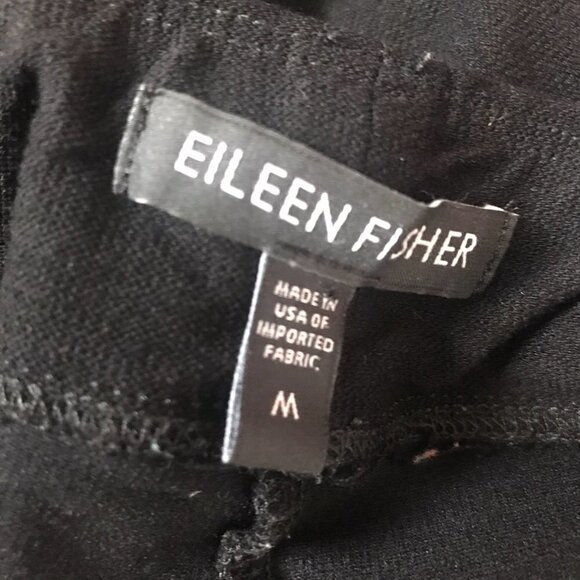 EILEEN FISHER
MADE IN
USA OF
IMPORTED
FABRIC
M